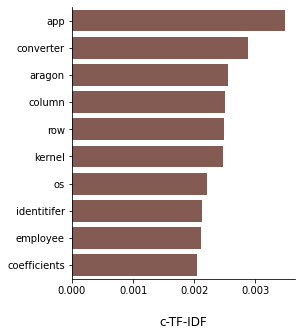 app
converter
aragon
column
row
kernel
os
identitifer
employee
coefficients
0.000 0.001 0.002 0.003
c-TF-IDF